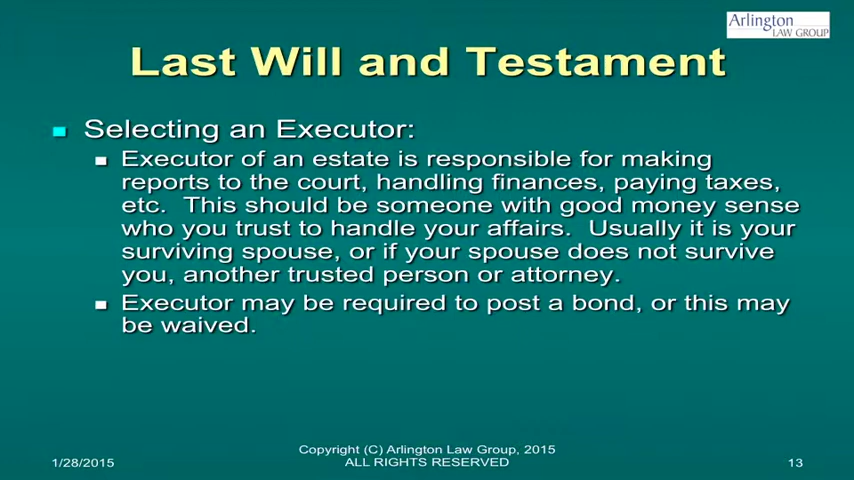 Arlington
LAW GROUP
Last Will and Testament
Selecting an Executor:
Executor of an estate is responsible for making
reports to the court, handling finances, paying taxes,
etc.  This should be someone with good money sense
who you trust to handle your affairs.  Usually it is your
surviving spouse, or if your spouse does not survive
you, another trusted person or attorney.
Executor may be required to post a bond, or this may
be waived.
1/28/2015
Copyright (C) Arlington Law Group, 2015
ALL RIGHTS RESERVED
13